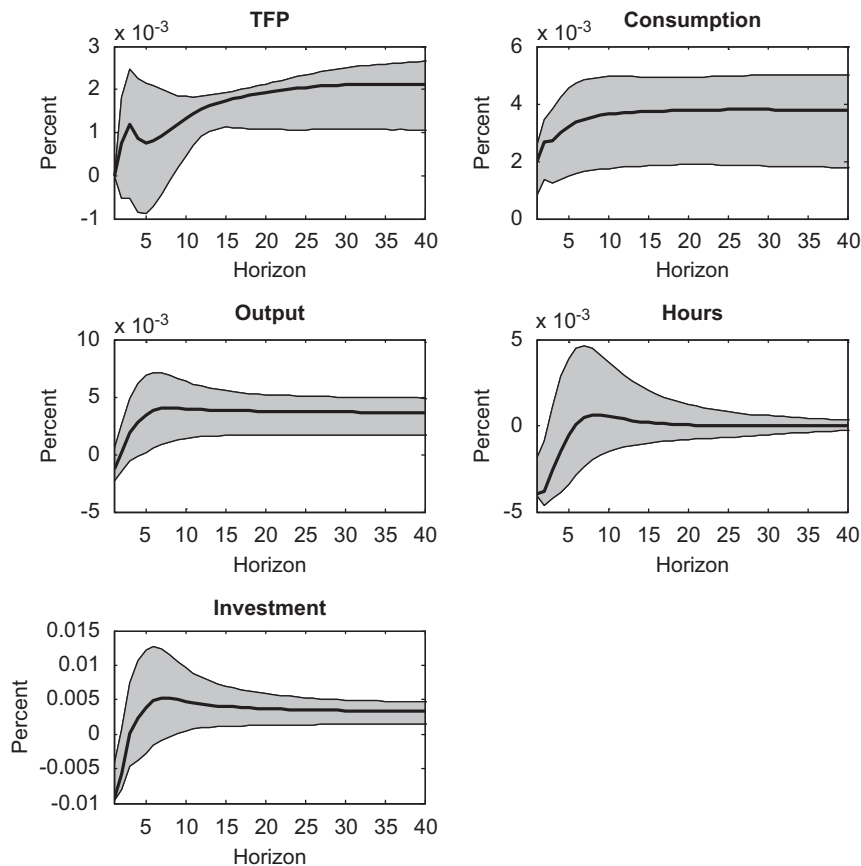 TFP
x 10-3
3
2
1
0
-1
Percent
5 10 15 20 25 30 35 40
Horizon
Consumption
x 10-3
6
4
2
0
Percent
5 10 15 20 25 30 35 40
Horizon
Output
x 10-3
10
5
0
-5
Percent
5 10 15 20 25 30 35 40
Horizon
Hours
x 10-3
5
0
-5
Percent
5 10 15 20 25 30 35 40
Horizon
Investment
0.015
0.01
0.005
0
-0.005
-0.01
Percent
5 10 15 20 25 30 35 40
Horizon